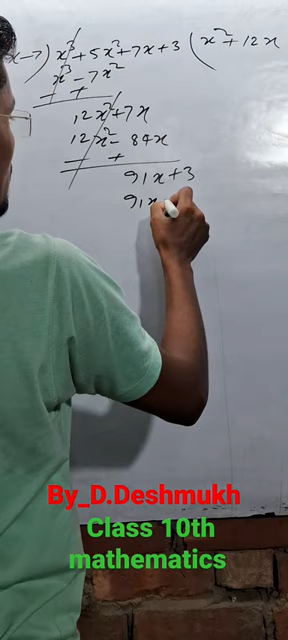 x-7) x³ + 5x² + 7x + 3 ( x² + 12x
x³ - 7x²
- +
12x² + 7x
12x² - 84x
- +
91x + 3
91x
By_D.Deshmukh
Class 10th
mathematics